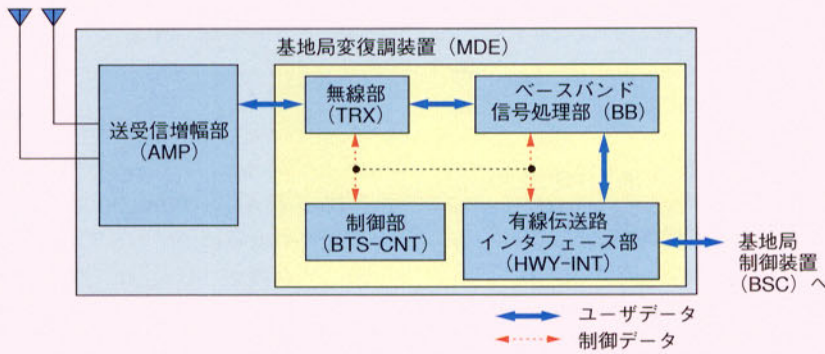 基地局変復調装置（MDE）
送受信増幅部
（AMP）
無線部
（TRX）
ベースバンド
信号処理部（BB）
制御部
（BTS-CNT）
有線伝送路
インタフェース部
（HWY-INT）
基地局
制御装置
（BSC）へ
ユーザデータ
制御データ